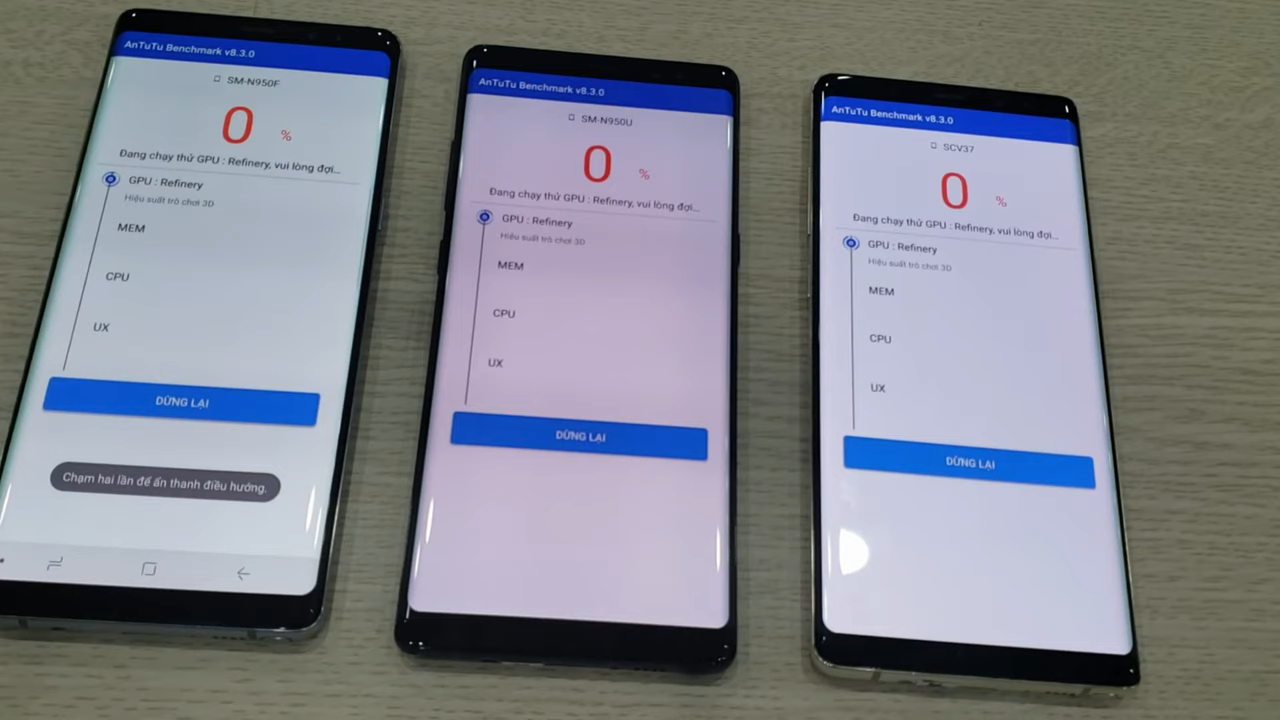 AnTuTu Benchmark v8.3.0
SM-N950F
0 %
Đang chạy thử GPU : Refinery, vui lòng đợi...
GPU : Refinery
Hiệu suất trò chơi 3D
MEM
CPU
UX
DỪNG LẠI
Chạm hai lần để ẩn thanh điều hướng.
AnTuTu Benchmark v8.3.0
SM-N950U
0 %
Đang chạy thử GPU : Refinery, vui lòng đợi...
GPU : Refinery
Hiệu suất trò chơi 3D
MEM
CPU
UX
DỪNG LẠI
AnTuTu Benchmark v8.3.0
SCV37
0 %
Đang chạy thử GPU : Refinery, vui lòng đợi...
GPU : Refinery
Hiệu suất trò chơi 3D
MEM
CPU
UX
DỪNG LẠI